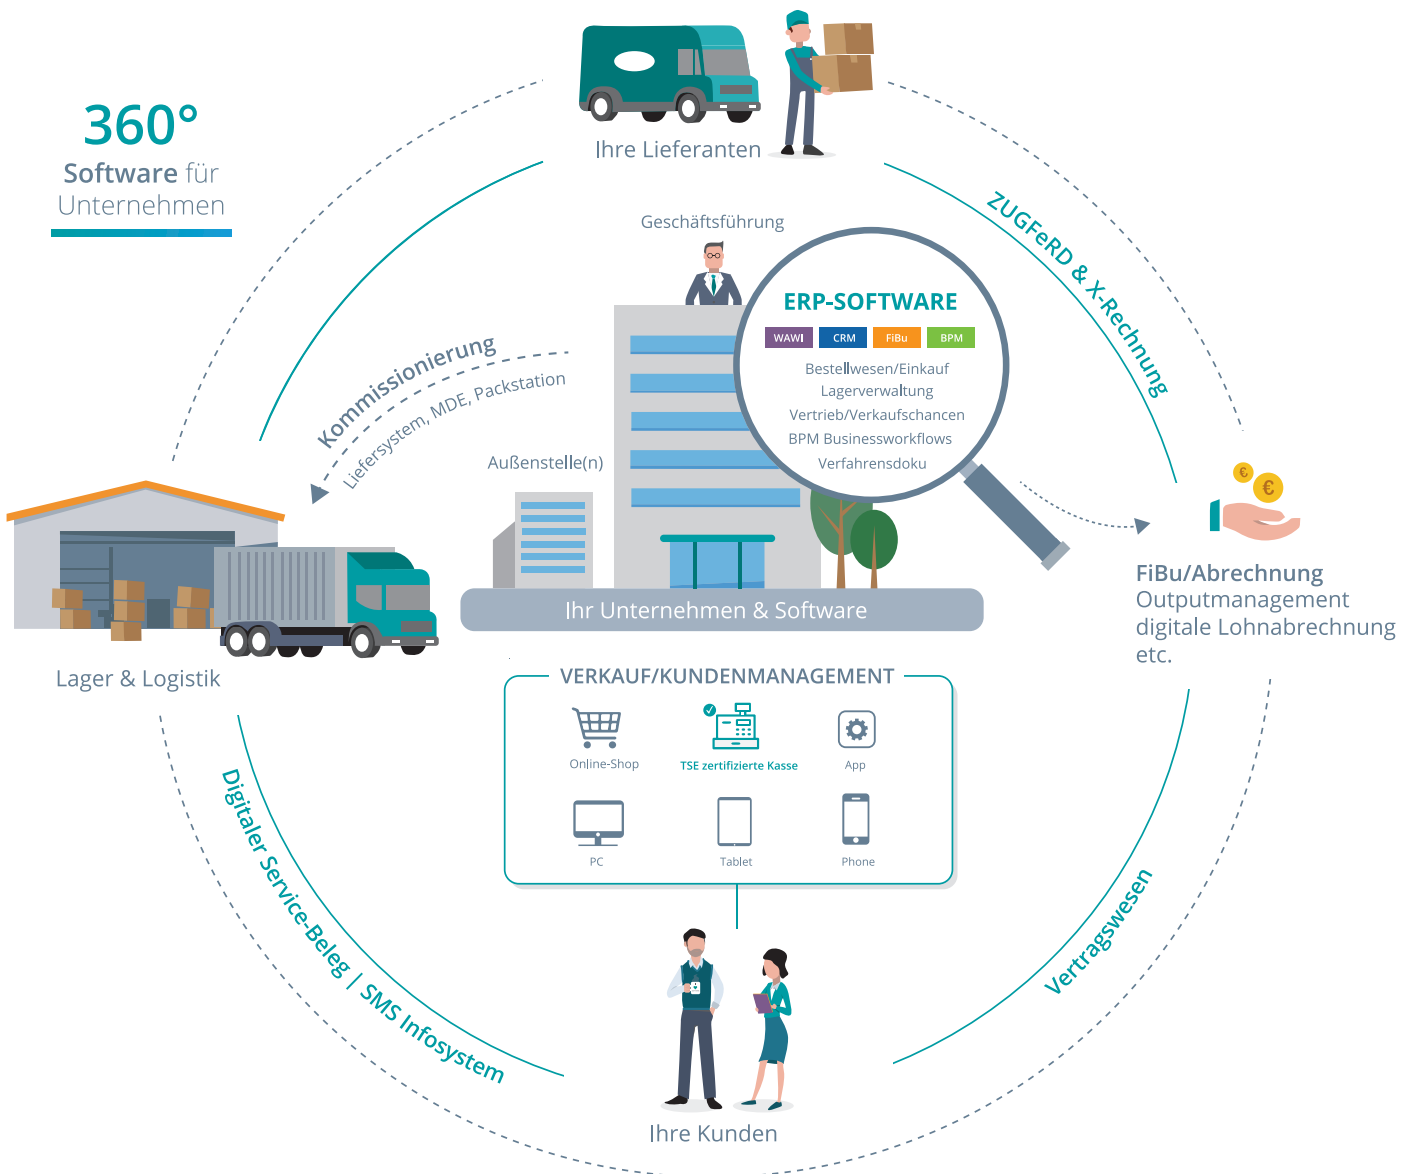 360°
Software für
Unternehmen
Ihre Lieferanten
Geschäftsführung
ZUGFeRD & X-Rechnung
ERP-SOFTWARE
WAWI
CRM
FiBu
BPM
Bestellwesen/Einkauf
Lagerverwaltung
Vertrieb/Verkaufschancen
BPM Businessworkflows
Verfahrensdoku
Kommissionierung
Liefersystem, MDE, Packstation
Außenstelle(n)
€
€
FiBu/Abrechnung
Outputmanagement
digitale Lohnabrechnung
etc.
Ihr Unternehmen & Software
Lager & Logistik
VERKAUF/KUNDENMANAGEMENT
Online-Shop
TSE zertifizierte Kasse
App
PC
Tablet
Phone
Digitaler Service-Beleg | SMS Infosystem
Vertragswesen
Ihre Kunden